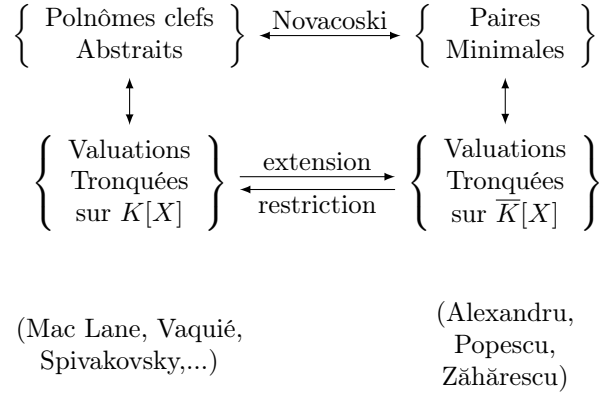 Polnômes clefs
Abstraits
Novacoski
Paires
Minimales
Valuations
Tronquées
sur K[X]
extension
restriction
Valuations
Tronquées
sur K̅[X]
(Mac Lane, Vaquié,
Spivakovsky,...)
(Alexandru,
Popescu,
Zăhărescu)